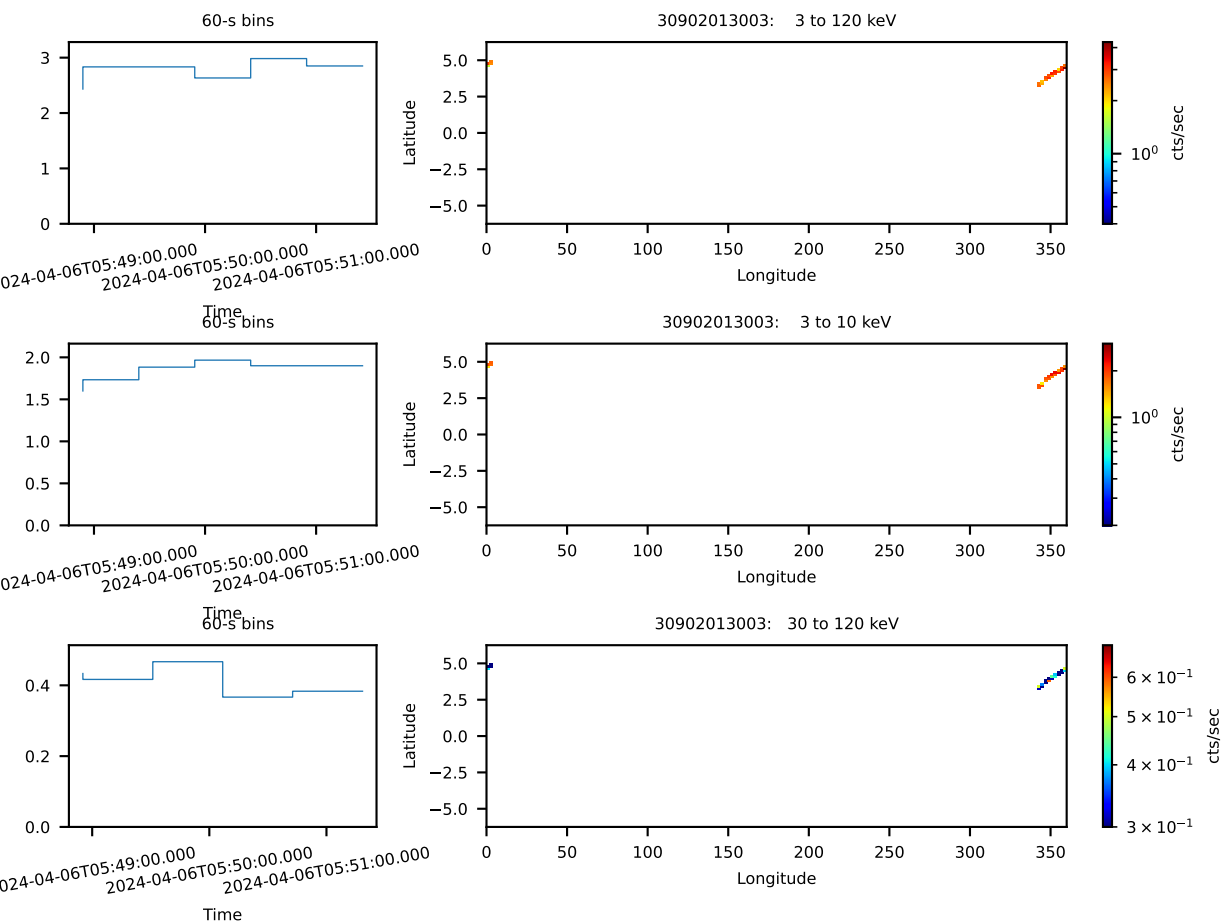 60-s bins
30902013003: 3 to 120 keV
3
2
1
0
024-04-06T05:49:00.000
2024-04-06T05:50:00.000
2024-04-06T05:51:00.000
Time
Latitude
5.0
2.5
0.0
−2.5
−5.0
0 50 100 150 200 250 300 350
Longitude
10⁰
cts/sec
60-s bins
30902013003: 3 to 10 keV
2.0
1.5
1.0
0.5
0.0
024-04-06T05:49:00.000
2024-04-06T05:50:00.000
2024-04-06T05:51:00.000
Time
Latitude
5.0
2.5
0.0
−2.5
−5.0
0 50 100 150 200 250 300 350
Longitude
10⁰
cts/sec
60-s bins
30902013003: 30 to 120 keV
0.4
0.2
0.0
024-04-06T05:49:00.000
2024-04-06T05:50:00.000
2024-04-06T05:51:00.000
Time
Latitude
5.0
2.5
0.0
−2.5
−5.0
0 50 100 150 200 250 300 350
Longitude
6 × 10⁻¹
5 × 10⁻¹
4 × 10⁻¹
3 × 10⁻¹
cts/sec